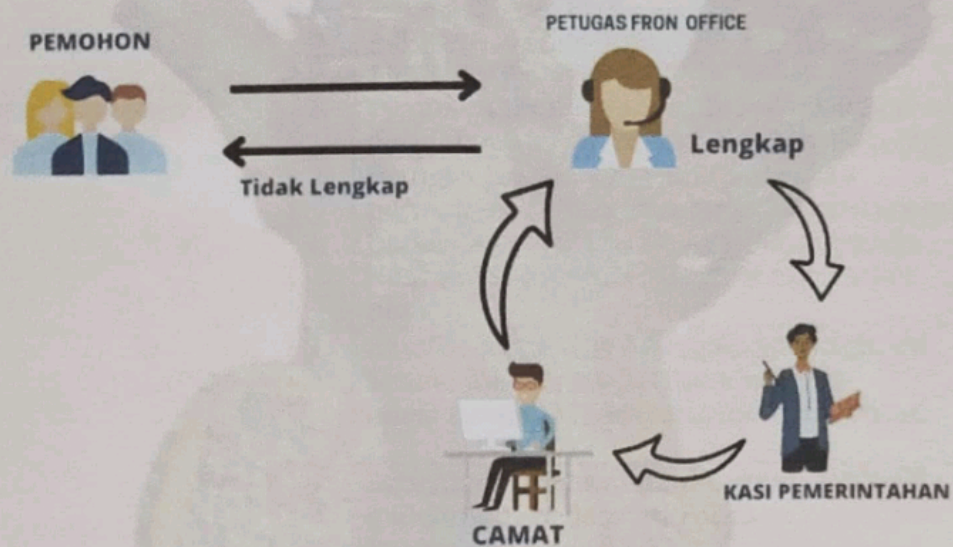 PETUGAS FRON OFFICE
PEMOHON
Lengkap
Tidak Lengkap
KASI PEMERINTAHAN
CAMAT